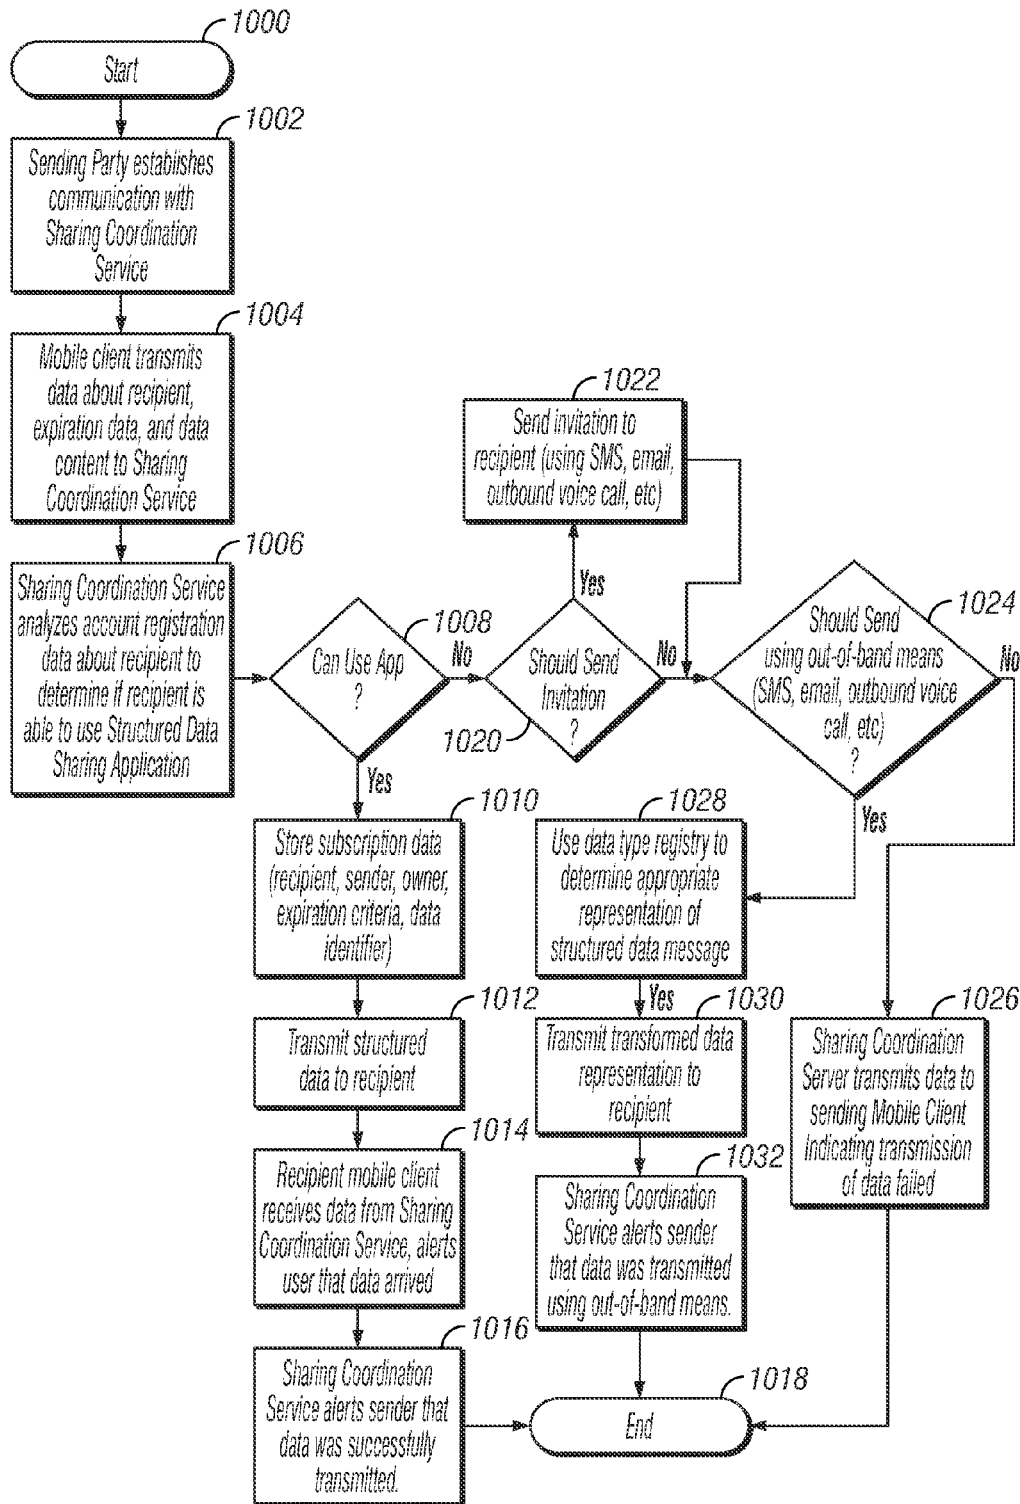 1000
Start
1002
Sending Party establishes
communication with
Sharing Coordination
Service
1004
Mobile client transmits
data about recipient,
expiration data, and data
content to Sharing
Coordination Service
1006
Sharing Coordination Service
analyzes account registration
data about recipient to
determine if recipient is
able to use Structured Data
Sharing Application
1008
Can Use App
?
No
Yes
1022
Send invitation to
recipient (using SMS, email,
outbound voice call, etc)
Yes
Should Send
Invitation
?
1020
No
1024
Should Send
using out-of-band means
(SMS, email, outbound voice
call, etc)
?
No
Yes
1010
Store subscription data
(recipient, sender, owner,
expiration criteria, data
identifier)
1012
Transmit structured
data to recipient
1014
Recipient mobile client
receives data from Sharing
Coordination Service, alerts
user that data arrived
1016
Sharing Coordination
Service alerts sender that
data was successfully
transmitted.
1028
Use data type registry to
determine appropriate
representation of
structured data message
Yes
1030
Transmit transformed data
representation to
recipient
1032
Sharing Coordination
Service alerts sender
that data was transmitted
using out-of-band means.
1026
Sharing Coordination
Server transmits data to
sending Mobile Client
Indicating transmission
of data failed
1018
End